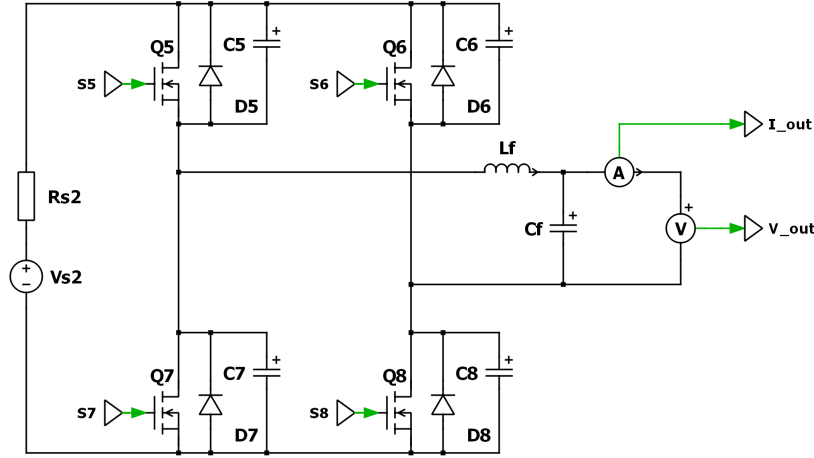 Q5
C5
Q6
C6
S5
S6
D5
D6
I_out
Lf
A
Rs2
Cf
V
V_out
Vs2
Q7
C7
Q8
C8
S7
S8
D7
D8